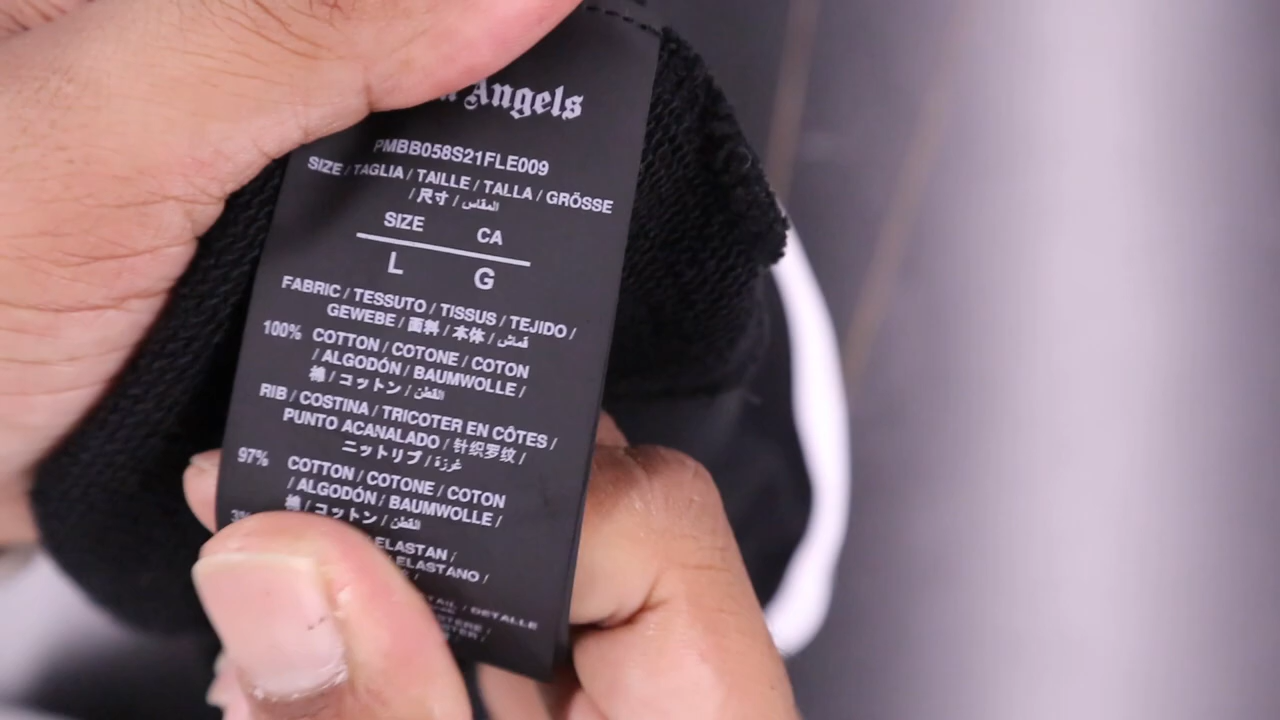 Angels
PMBB058S21FLE009
SIZE / TAGLIA / TAILLE / TALLA / GRÖSSE
/ 尺寸 / المقاس
SIZE CA
L G
FABRIC / TESSUTO / TISSUS / TEJIDO /
GEWEBE / 面料 / 本体 / قماش
100% COTTON / COTONE / COTON
/ ALGODÓN / BAUMWOLLE /
棉 / コットン / القطن
RIB / COSTINA / TRICOTER EN CÔTES /
PUNTO ACANALADO / 针织罗纹 /
ニットリブ / غرزة
97% COTTON / COTONE / COTON
/ ALGODÓN / BAUMWOLLE /
棉 / コットン / القطن
3% ELASTAN /
ELASTANO /
/ DETALLE